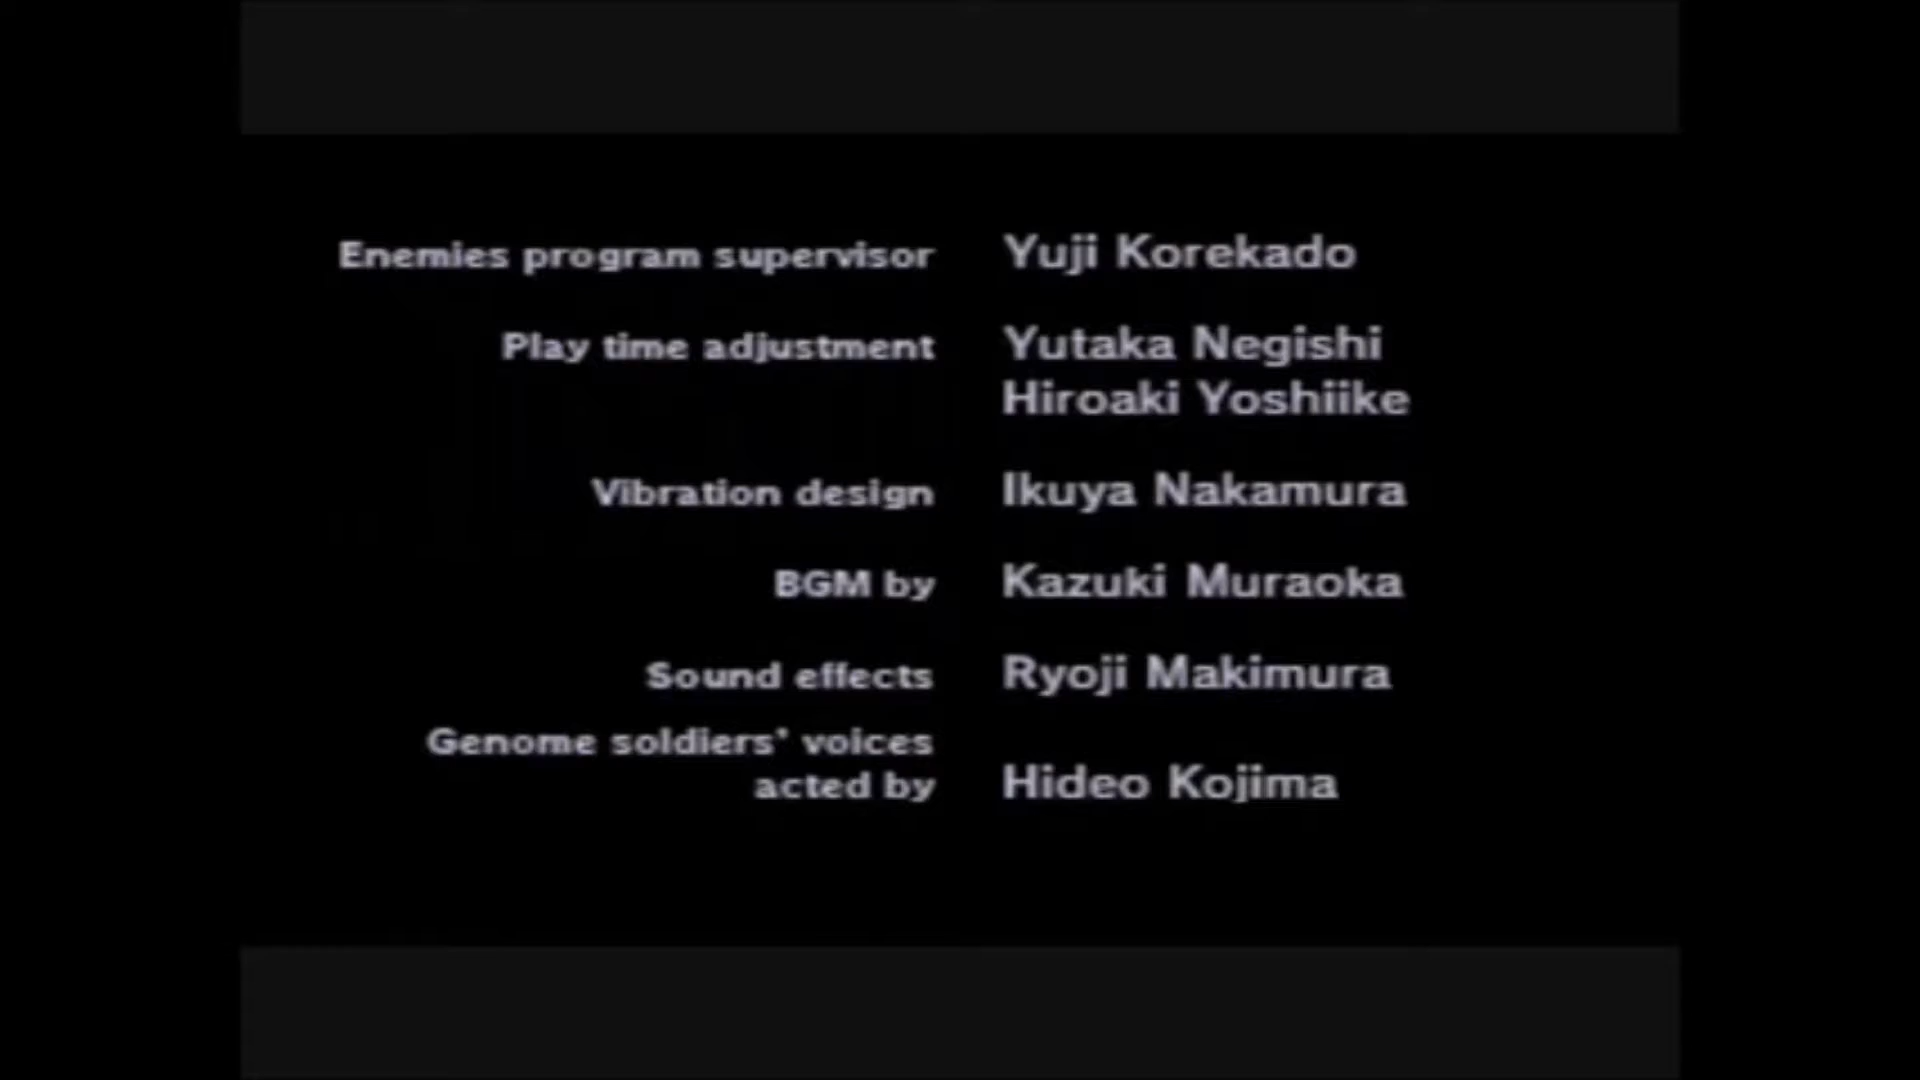 Enemies program supervisor Yuji Korekado
Play time adjustment Yutaka Negishi
Hiroaki Yoshiike
Vibration design Ikuya Nakamura
BGM by Kazuki Muraoka
Sound effects Ryoji Makimura
Genome soldiers' voices
acted by Hideo Kojima